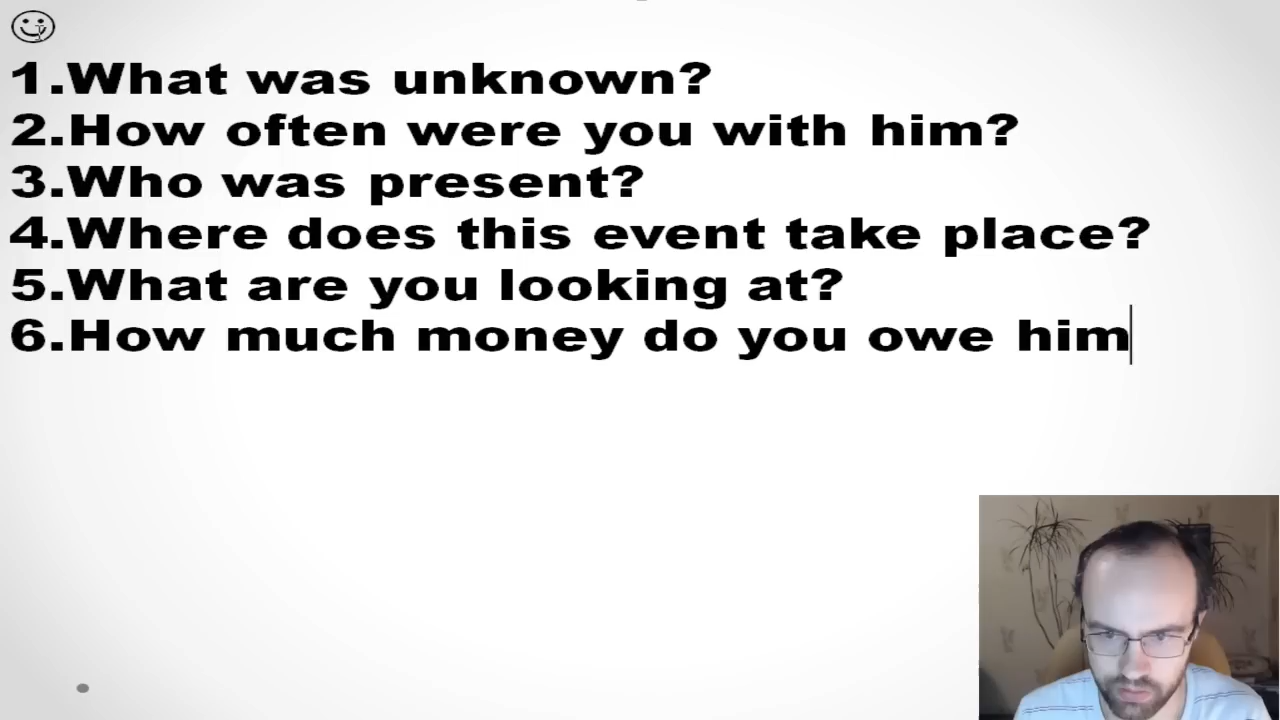 1.What was unknown?
2.How often were you with him?
3.Who was present?
4.Where does this event take place?
5.What are you looking at?
6.How much money do you owe him